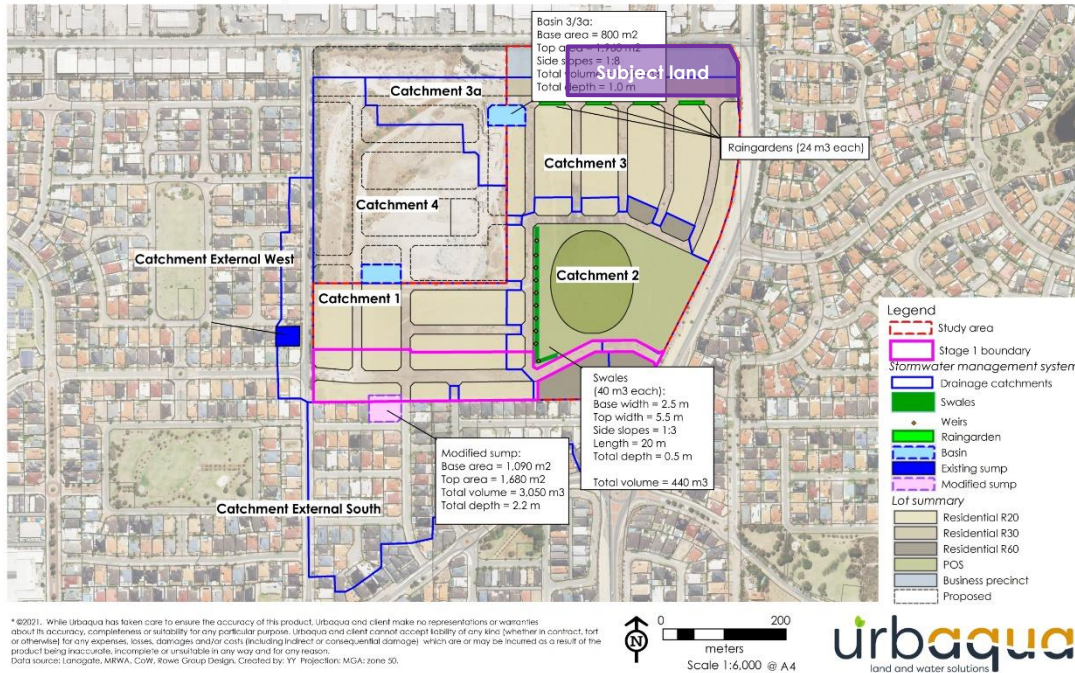 Basin 3/3a:
Base area = 800 m2
Top area = 1,960 m2
Side slopes = 1:8
Total volume
Total depth = 1.0 m
Subject land
Catchment 3a
Raingardens (24 m3 each)
Catchment 3
Catchment 4
Catchment External West
Catchment 2
Catchment 1
Swales
(40 m3 each):
Base width = 2.5 m
Top width = 5.5 m
Side slopes = 1:3
Length = 20 m
Total depth = 0.5 m
Total volume = 440 m3
Modified sump:
Base area = 1,090 m2
Top area = 1,680 m2
Total volume = 3,050 m3
Total depth = 2.2 m
Catchment External South
Legend
Study area
Stage 1 boundary
Stormwater management system
Drainage catchments
Swales
Weirs
Raingarden
Basin
Existing sump
Modified sump
Lot summary
Residential R20
Residential R30
Residential R60
POS
Business precinct
Proposed
* ©2021. While Urbaqua has taken care to ensure the accuracy of this product, Urbaqua and client make no representations or warranties
about its accuracy, completeness or suitability for any particular purpose. Urbaqua and client cannot accept liability of any kind (whether in contract, tort
or otherwise) for any expenses, losses, damages and/or costs (including indirect or consequential damage) which are or may be incurred as a result of the
product being inaccurate, incomplete or unsuitable in any way and for any reason.
Data source: Landgate, MRWA, CoW, Rowe Group Design. Created by: YY Projection: MGA: zone 50.
N
0 200
meters
Scale 1:6,000 @ A4
urbaqua
land and water solutions